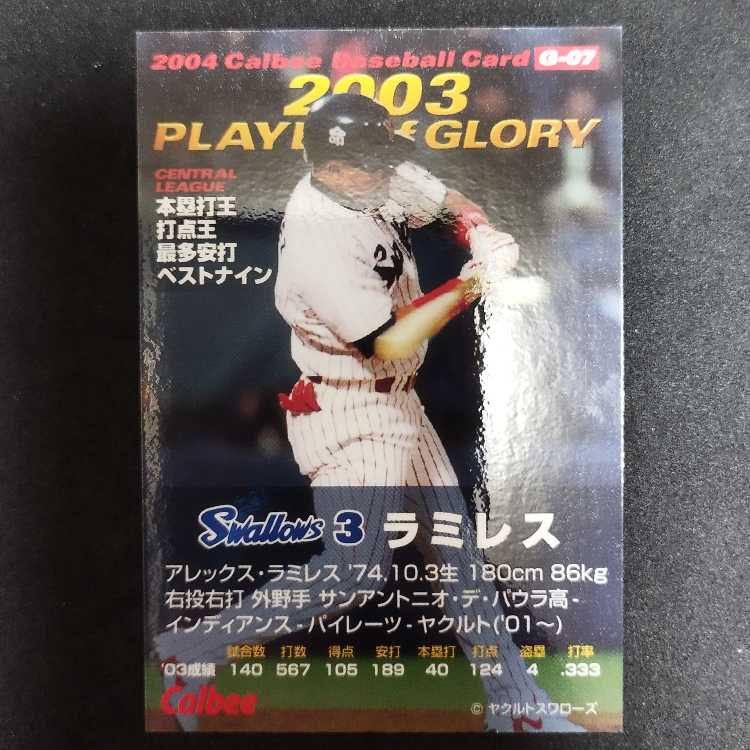 2004 Calbee Baseball Card G-07
2003
PLAY of GLORY
CENTRAL
LEAGUE
本塁打王
打点王
最多安打
ベストナイン
Swallows 3 ラミレス
アレックス・ラミレス '74.10.3生 180cm 86kg
右投右打 外野手 サンアントニオ・デ・パウラ高-
インディアンス-パイレーツ-ヤクルト('01～)
試合数 打数 得点 安打 本塁打 打点 盗塁 打率
'03成績 140 567 105 189 40 124 4 .333
Calbee
© ヤクルトスワローズ